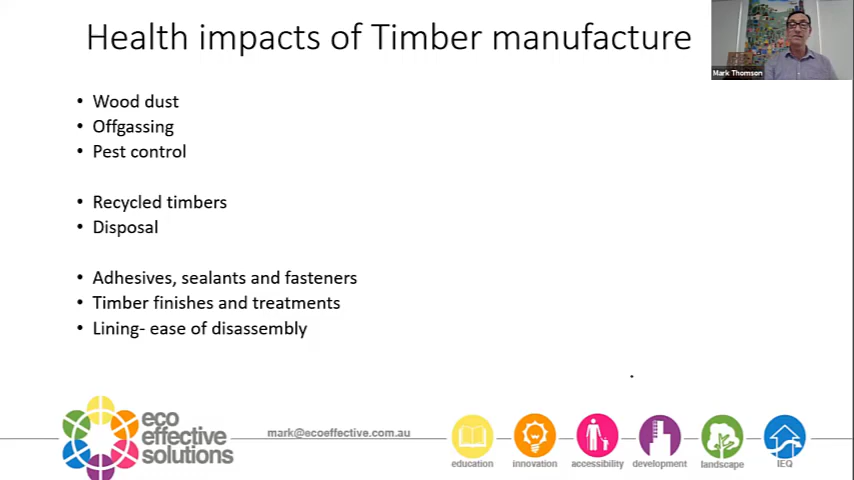 Health impacts of Timber manufacture
Mark Thomson
• Wood dust
• Offgassing
• Pest control
• Recycled timbers
• Disposal
• Adhesives, sealants and fasteners
• Timber finishes and treatments
• Lining- ease of disassembly
eco
effective
solutions
mark@ecoeffective.com.au
education
innovation
accessibility
development
landscape
IEQ